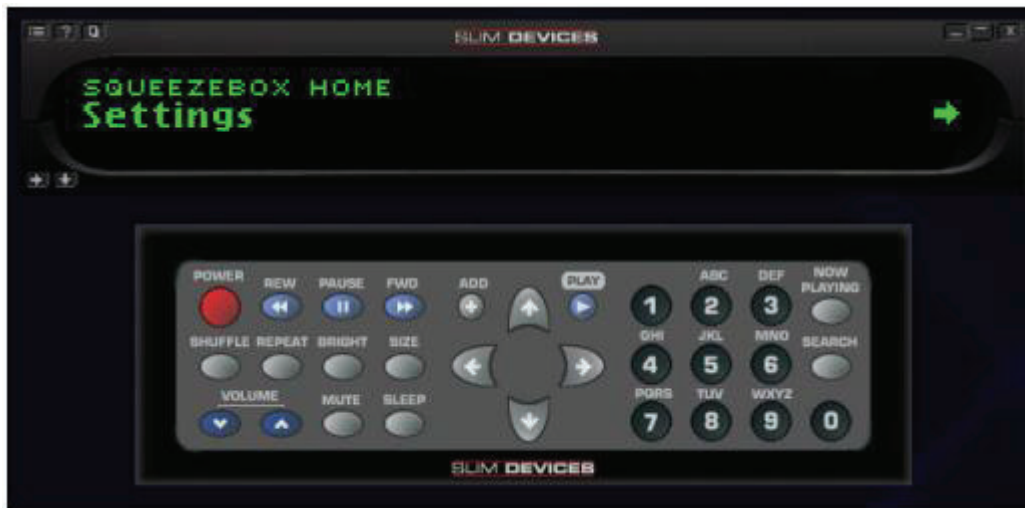 ?
SLIM DEVICES
X
SQUEEZEBOX HOME
Settings
POWER REW PAUSE FWD ADD PLAY ABC DEF NOW PLAYING
1 2 3
SHUFFLE REPEAT BRIGHT SIZE GHI JKL MNO SEARCH
4 5 6
VOLUME MUTE SLEEP PQRS TUV WXYZ
7 8 9 0
SLIM DEVICES